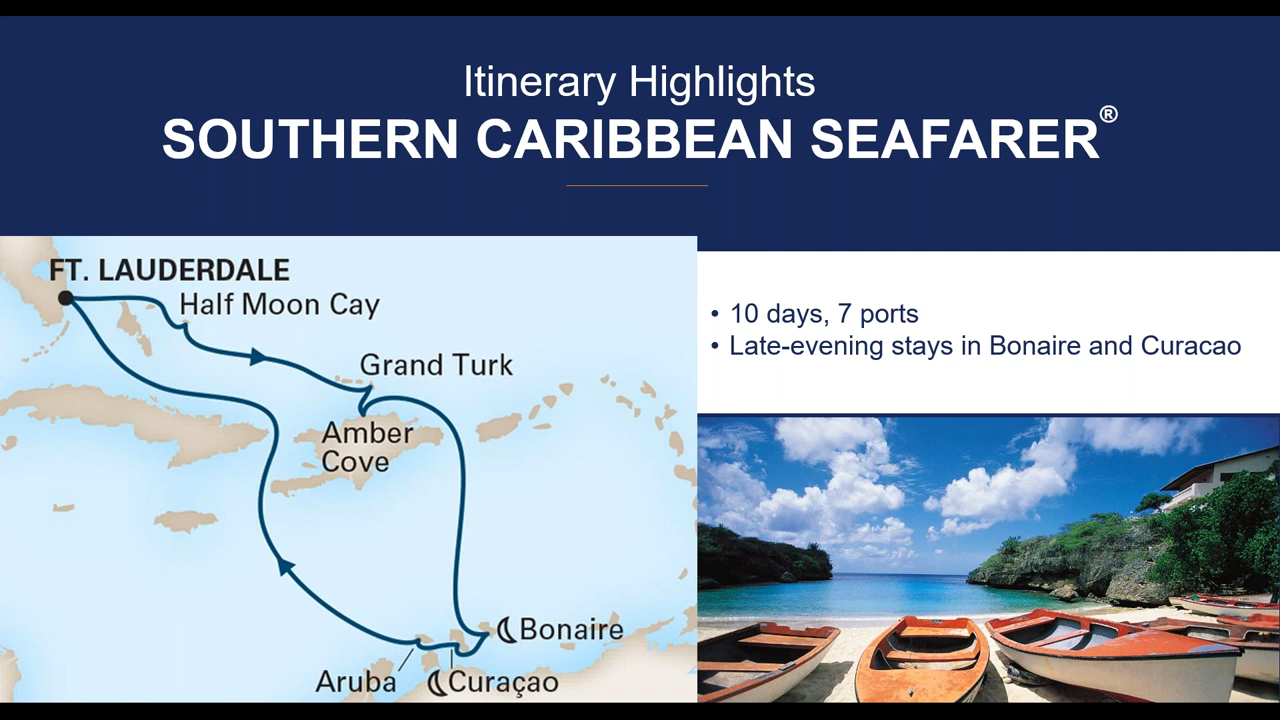 Itinerary Highlights
SOUTHERN CARIBBEAN SEAFARER®
FT. LAUDERDALE
Half Moon Cay
Grand Turk
Amber
Cove
Bonaire
Aruba
Curaçao
• 10 days, 7 ports
• Late-evening stays in Bonaire and Curacao